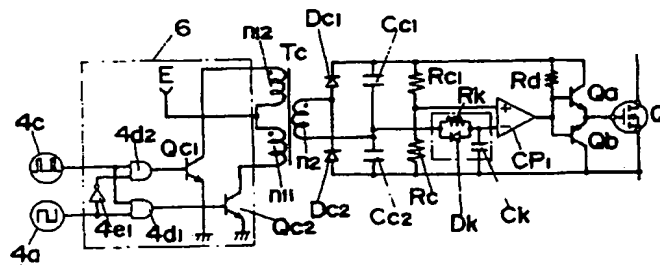 6
n12
Tc
Dc1
Cc1
E
Rc1
Rk
Rd
Qa
Q
4c
4d2
Qc1
+
−
Qb
n2
CP1
n11
4a
4e1
4d1
Qc2
Dc2
Cc2
Rc
Dk
Ck